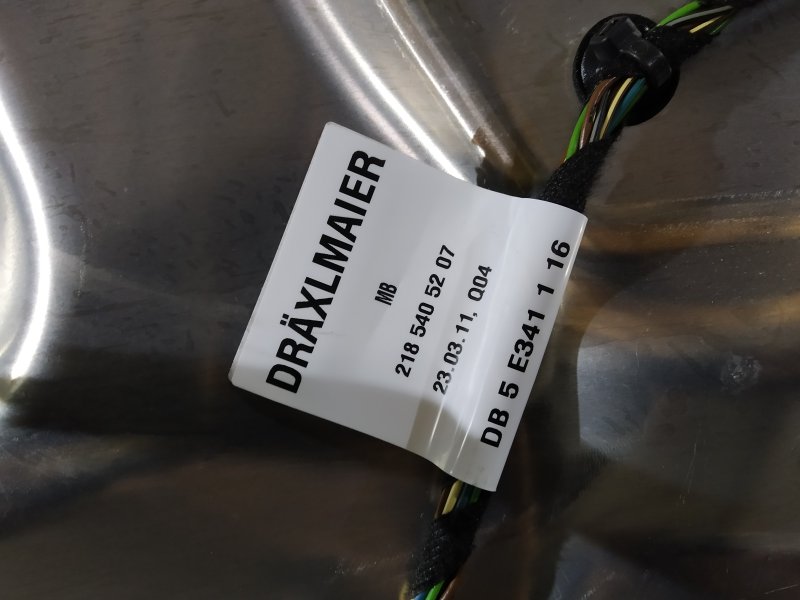 DRÄXLMAIER
MB
218 540 52 07
23.03.11, Q04
DB 5 E341 1 16